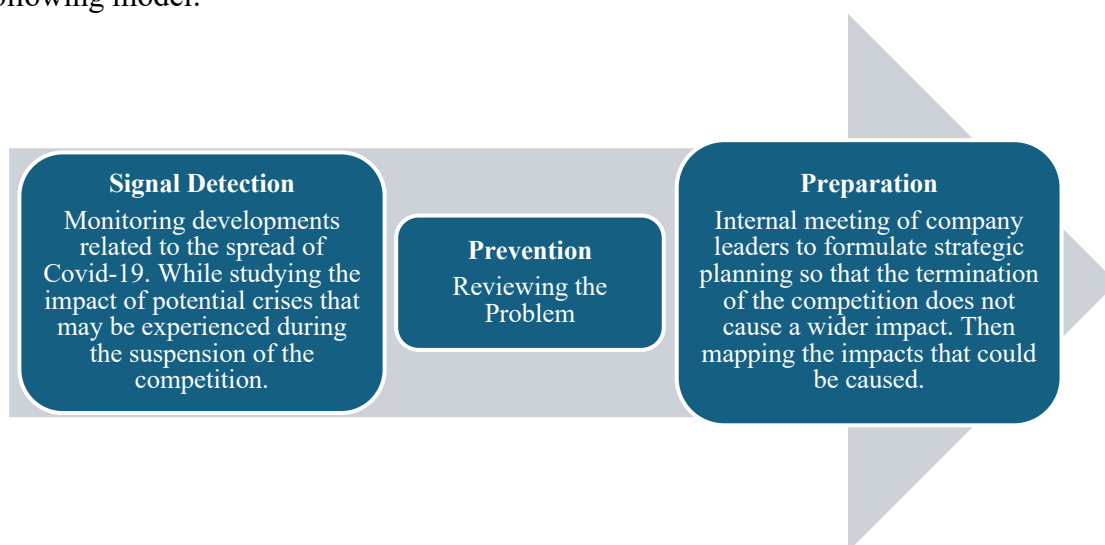 following model.
Signal Detection
Monitoring developments
related to the spread of
Covid-19. While studying the
impact of potential crises that
may be experienced during
the suspension of the
competition.
Prevention
Reviewing the
Problem
Preparation
Internal meeting of company
leaders to formulate strategic
planning so that the termination
of the competition does not
cause a wider impact. Then
mapping the impacts that could
be caused.